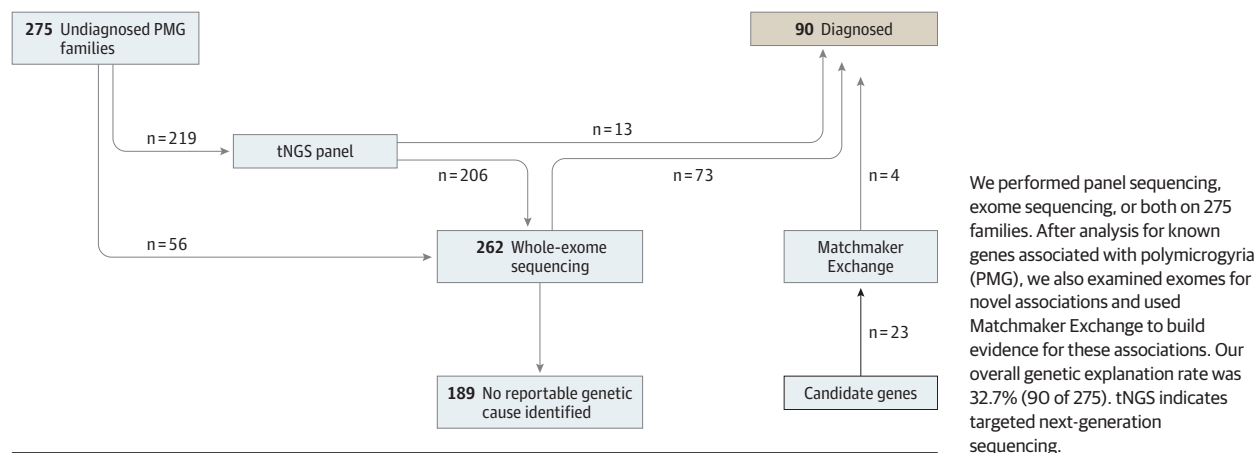 275 Undiagnosed PMG
families
90 Diagnosed
n=219
tNGS panel
n=13
n=206
n=73
n=4
n=56
262 Whole-exome
sequencing
Matchmaker
Exchange
n=23
189 No reportable genetic
cause identified
Candidate genes
We performed panel sequencing,
exome sequencing, or both on 275
families. After analysis for known
genes associated with polymicrogyria
(PMG), we also examined exomes for
novel associations and used
Matchmaker Exchange to build
evidence for these associations. Our
overall genetic explanation rate was
32.7% (90 of 275). tNGS indicates
targeted next-generation
sequencing.